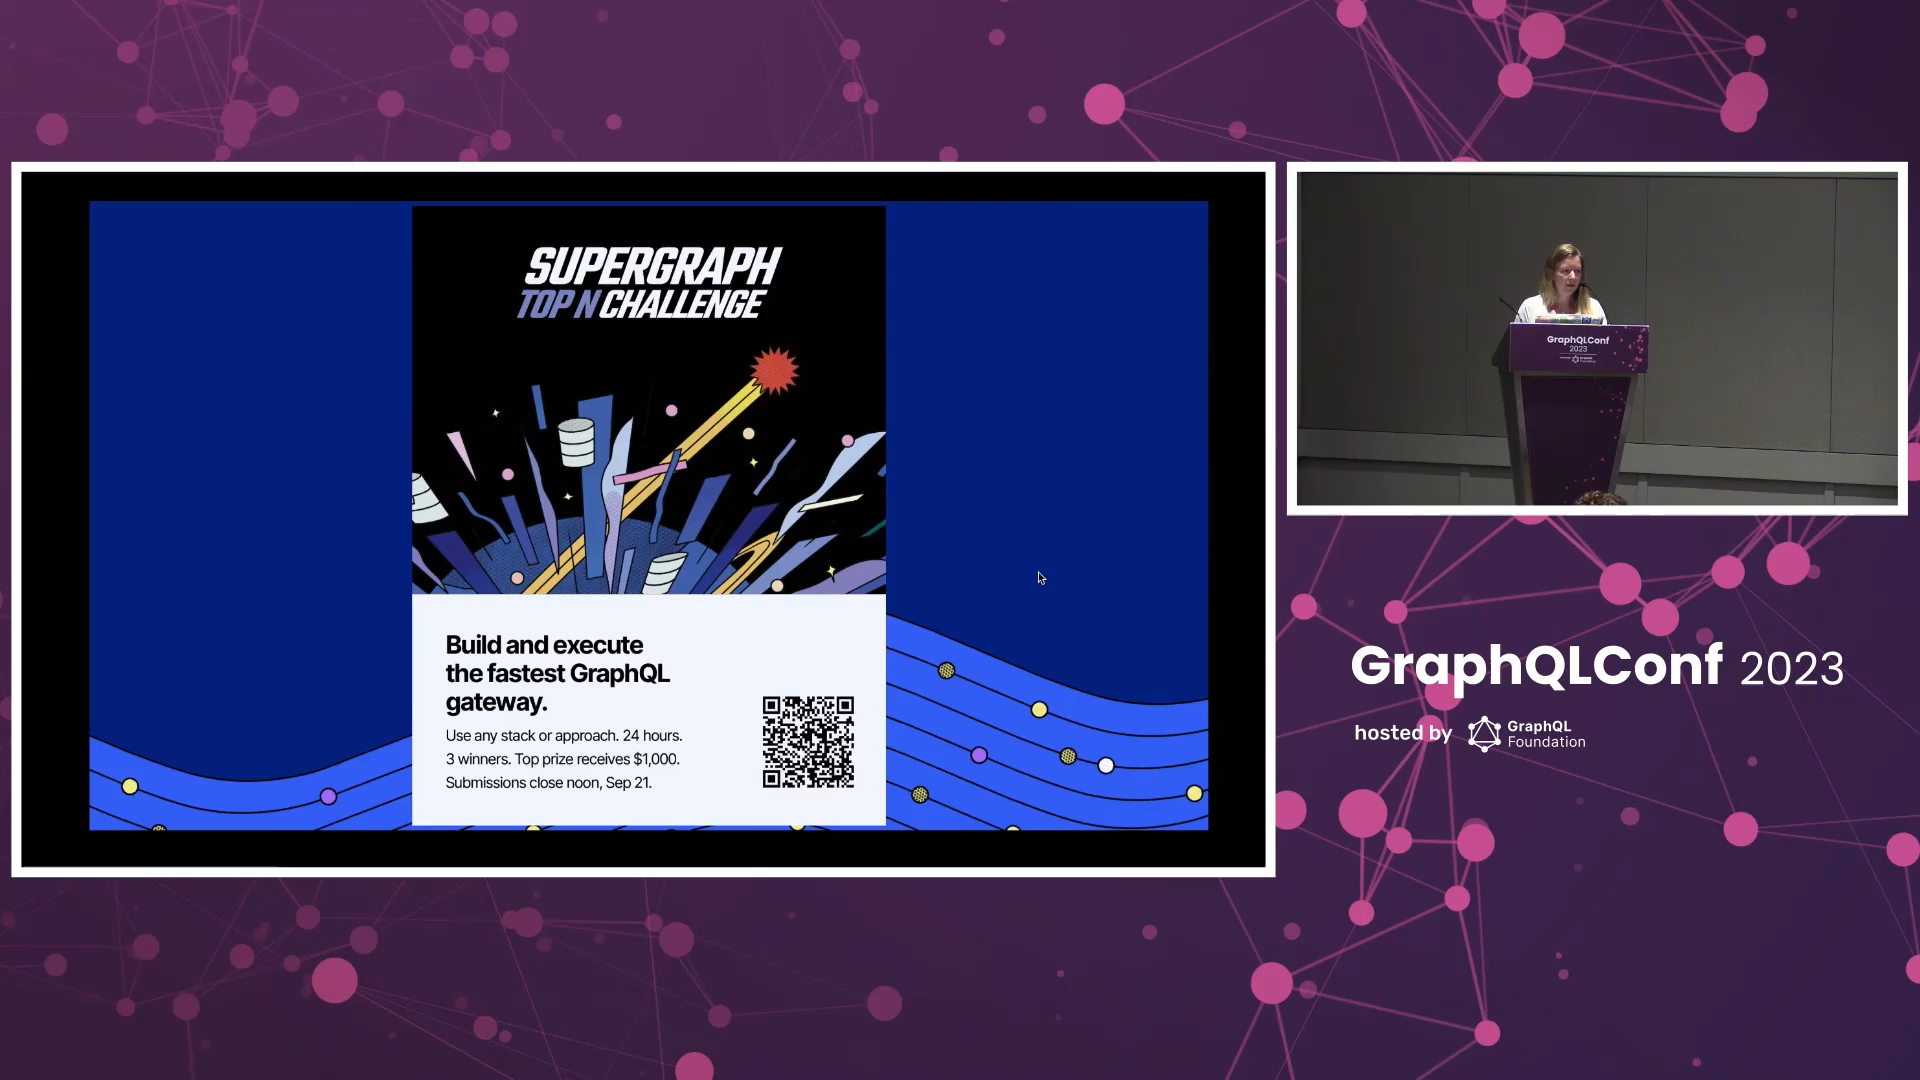 SUPERGRAPH
TOP N CHALLENGE
Build and execute
the fastest GraphQL
gateway.
Use any stack or approach. 24 hours.
3 winners. Top prize receives $1,000.
Submissions close noon, Sep 21.
GraphQLConf
2023
GraphQLConf 2023
hosted by
GraphQL
Foundation